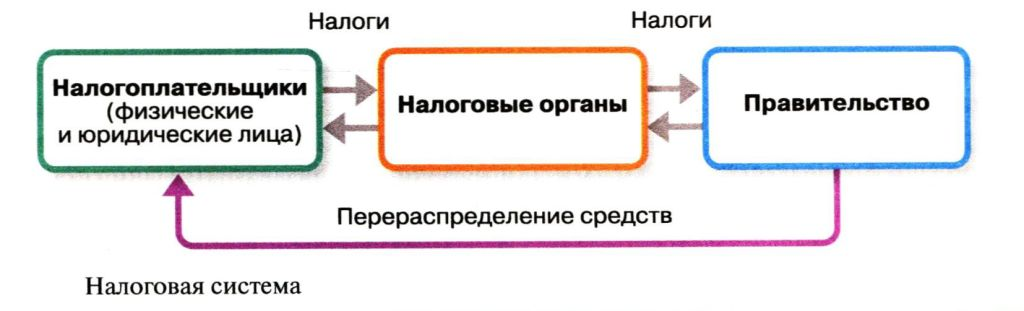 Налоги
Налоги
Налогоплательщики
(физические
и юридические лица)
Налоговые органы
Правительство
Перераспределение средств
Налоговая система